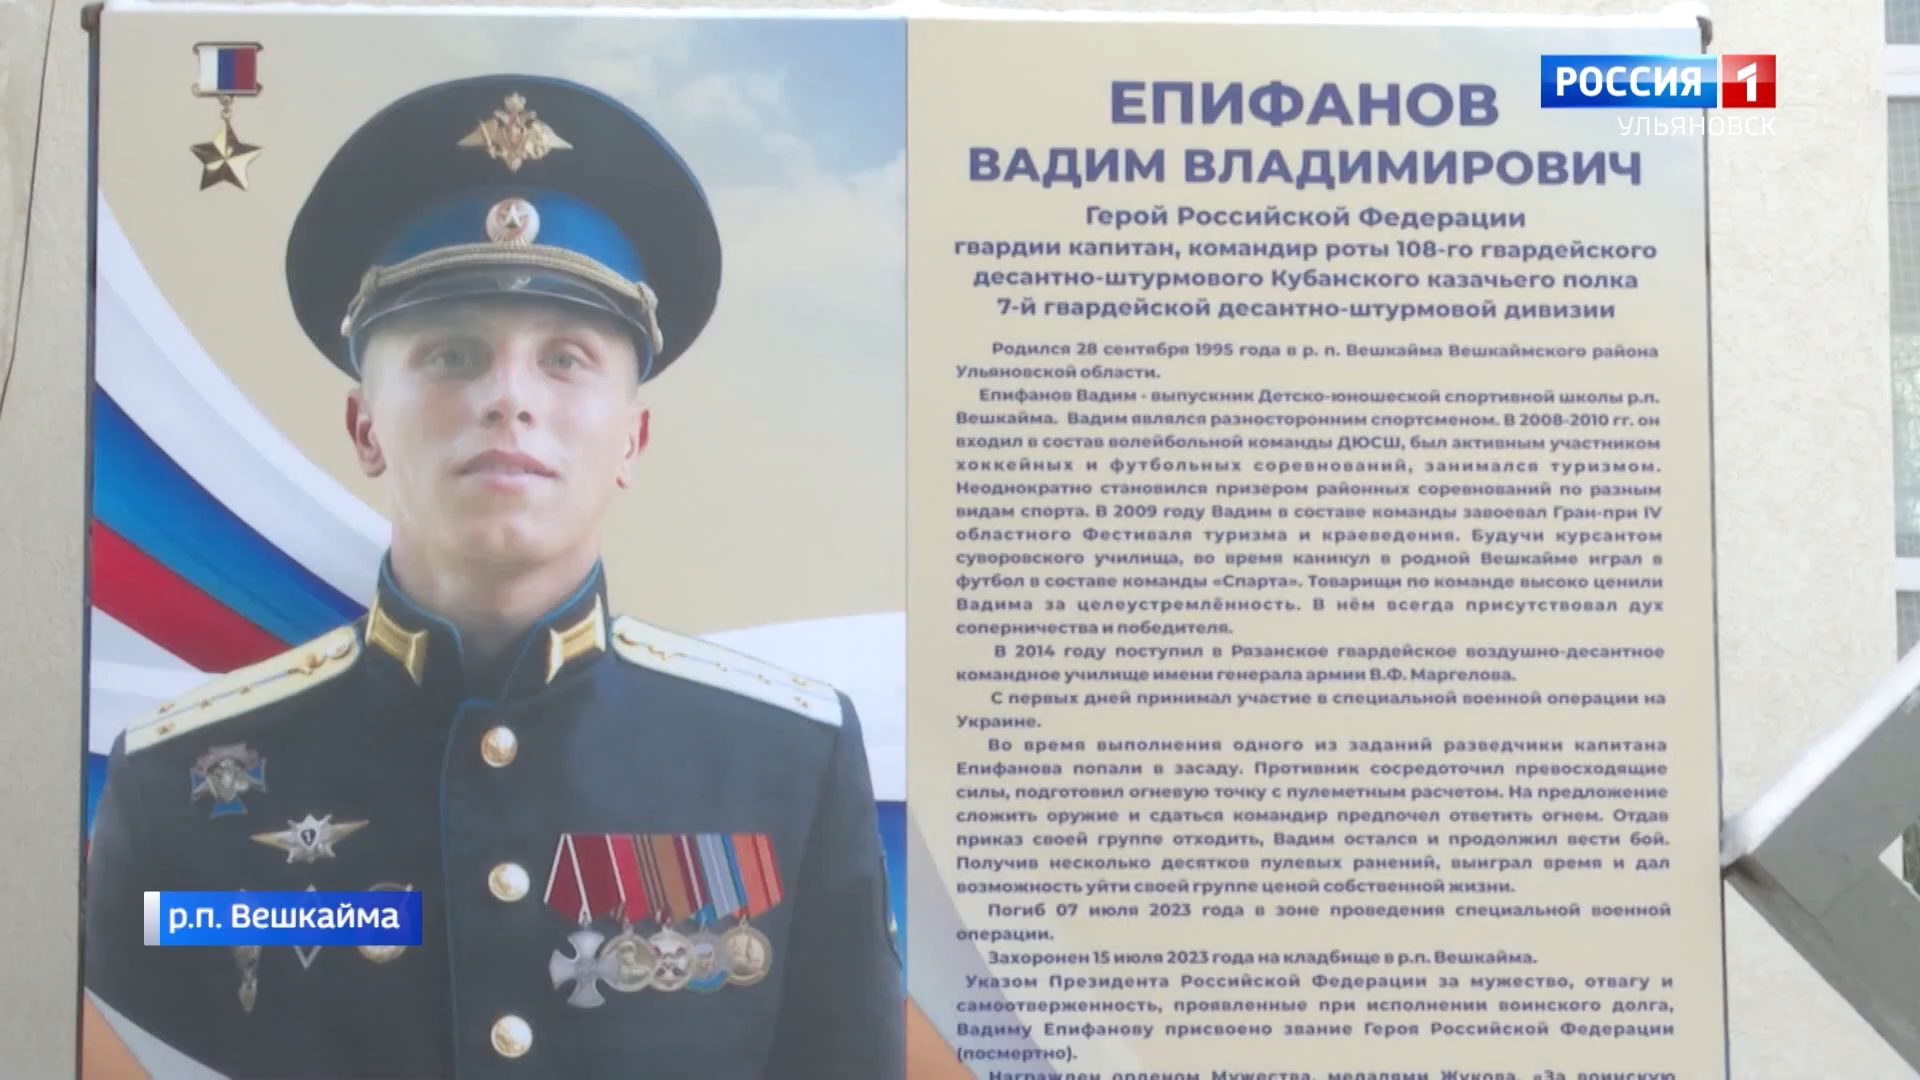 РОССИЯ 1
УЛЬЯНОВСК
ЕПИФАНОВ
ВАДИМ ВЛАДИМИРОВИЧ
Герой Российской Федерации
гвардии капитан, командир роты 108-го гвардейского
десантно-штурмового Кубанского казачьего полка
7-й гвардейской десантно-штурмовой дивизии
Родился 28 сентября 1995 года в р. п. Вешкайма Вешкаймского района
Ульяновской области.
Епифанов Вадим - выпускник Детско-юношеской спортивной школы р.п.
Вешкайма. Вадим являлся разносторонним спортсменом. В 2008-2010 гг. он
входил в состав волейбольной команды ДЮСШ, был активным участником
хоккейных и футбольных соревнований, занимался туризмом.
Неоднократно становился призером районных соревнований по разным
видам спорта. В 2009 году Вадим в составе команды завоевал Гран-при IV
областного Фестиваля туризма и краеведения. Будучи курсантом
суворовского училища, во время каникул в родной Вешкайме играл в
футбол в составе команды «Спарта». Товарищи по команде высоко ценили
Вадима за целеустремлённость. В нём всегда присутствовал дух
соперничества и победителя.
В 2014 году поступил в Рязанское гвардейское воздушно-десантное
командное училище имени генерала армии В.Ф. Маргелова.
С первых дней принимал участие в специальной военной операции на
Украине.
Во время выполнения одного из заданий разведчики капитана
Епифанова попали в засаду. Противник сосредоточил превосходящие
силы, подготовил огневую точку с пулеметным расчетом. На предложение
сложить оружие и сдаться командир предпочел ответить огнем. Отдав
приказ своей группе отходить, Вадим остался и продолжил вести бой.
Получив несколько десятков пулевых ранений, выиграл время и дал
возможность уйти своей группе ценой собственной жизни.
Погиб 07 июля 2023 года в зоне проведения специальной военной
операции.
Захоронен 15 июля 2023 года на кладбище в р.п. Вешкайма.
Указом Президента Российской Федерации за мужество, отвагу и
самоотверженность, проявленные при исполнении воинского долга,
Вадиму Епифанову присвоено звание Героя Российской Федерации
(посмертно).
Награжден орденом Мужества, медалями Жукова, «За воинскую
р.п. Вешкайма